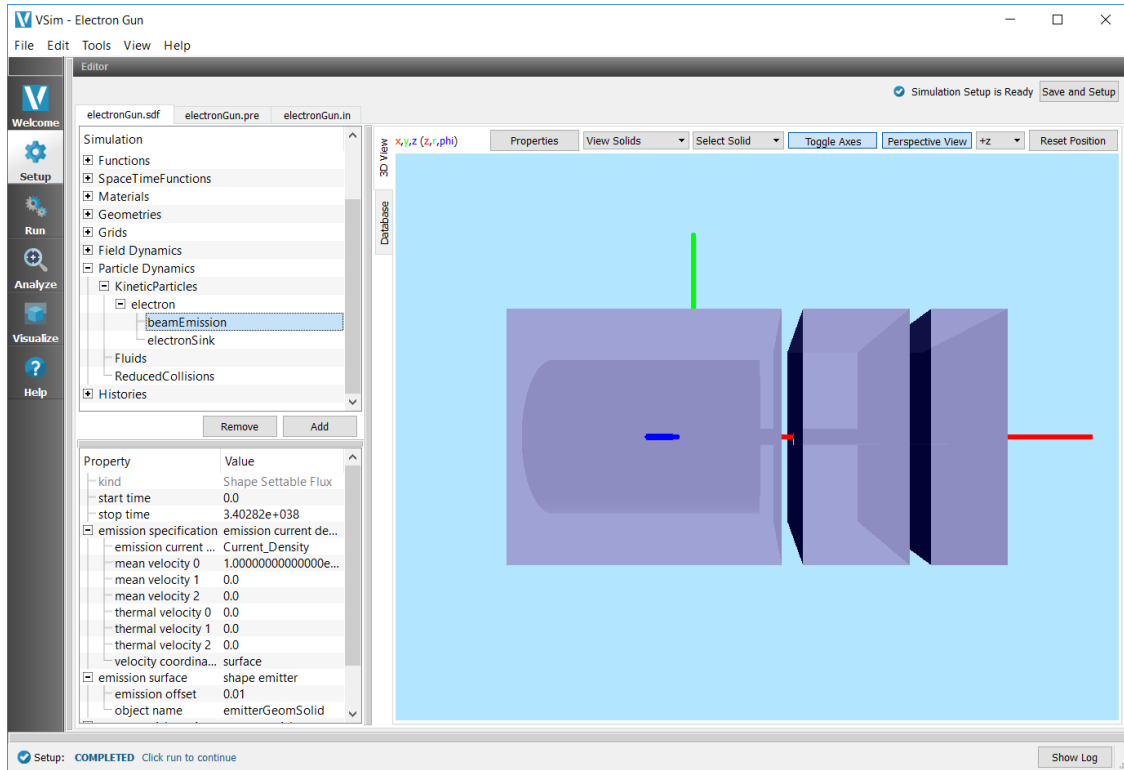 VSim - Electron Gun
File Edit Tools View Help
Editor
Simulation Setup is Ready Save and Setup
Welcome
Setup
Run
Analyze
Visualize
Help
electronGun.sdf electronGun.pre electronGun.in
Simulation
Functions
SpaceTimeFunctions
Materials
Geometries
Grids
Field Dynamics
Particle Dynamics
KineticParticles
electron
beamEmission
electronSink
Fluids
ReducedCollisions
Histories
Remove Add
Property Value
kind Shape Settable Flux
start time 0.0
stop time 3.40282e+038
emission specification emission current de...
emission current ... Current_Density
mean velocity 0 1.00000000000000e...
mean velocity 1 0.0
mean velocity 2 0.0
thermal velocity 0 0.0
thermal velocity 1 0.0
thermal velocity 2 0.0
velocity coordina... surface
emission surface shape emitter
emission offset 0.01
object name emitterGeomSolid
3D View
Database
x,y,z (z,r,phi) Properties View Solids Select Solid Toggle Axes Perspective View +z Reset Position
Setup: COMPLETED Click run to continue Show Log